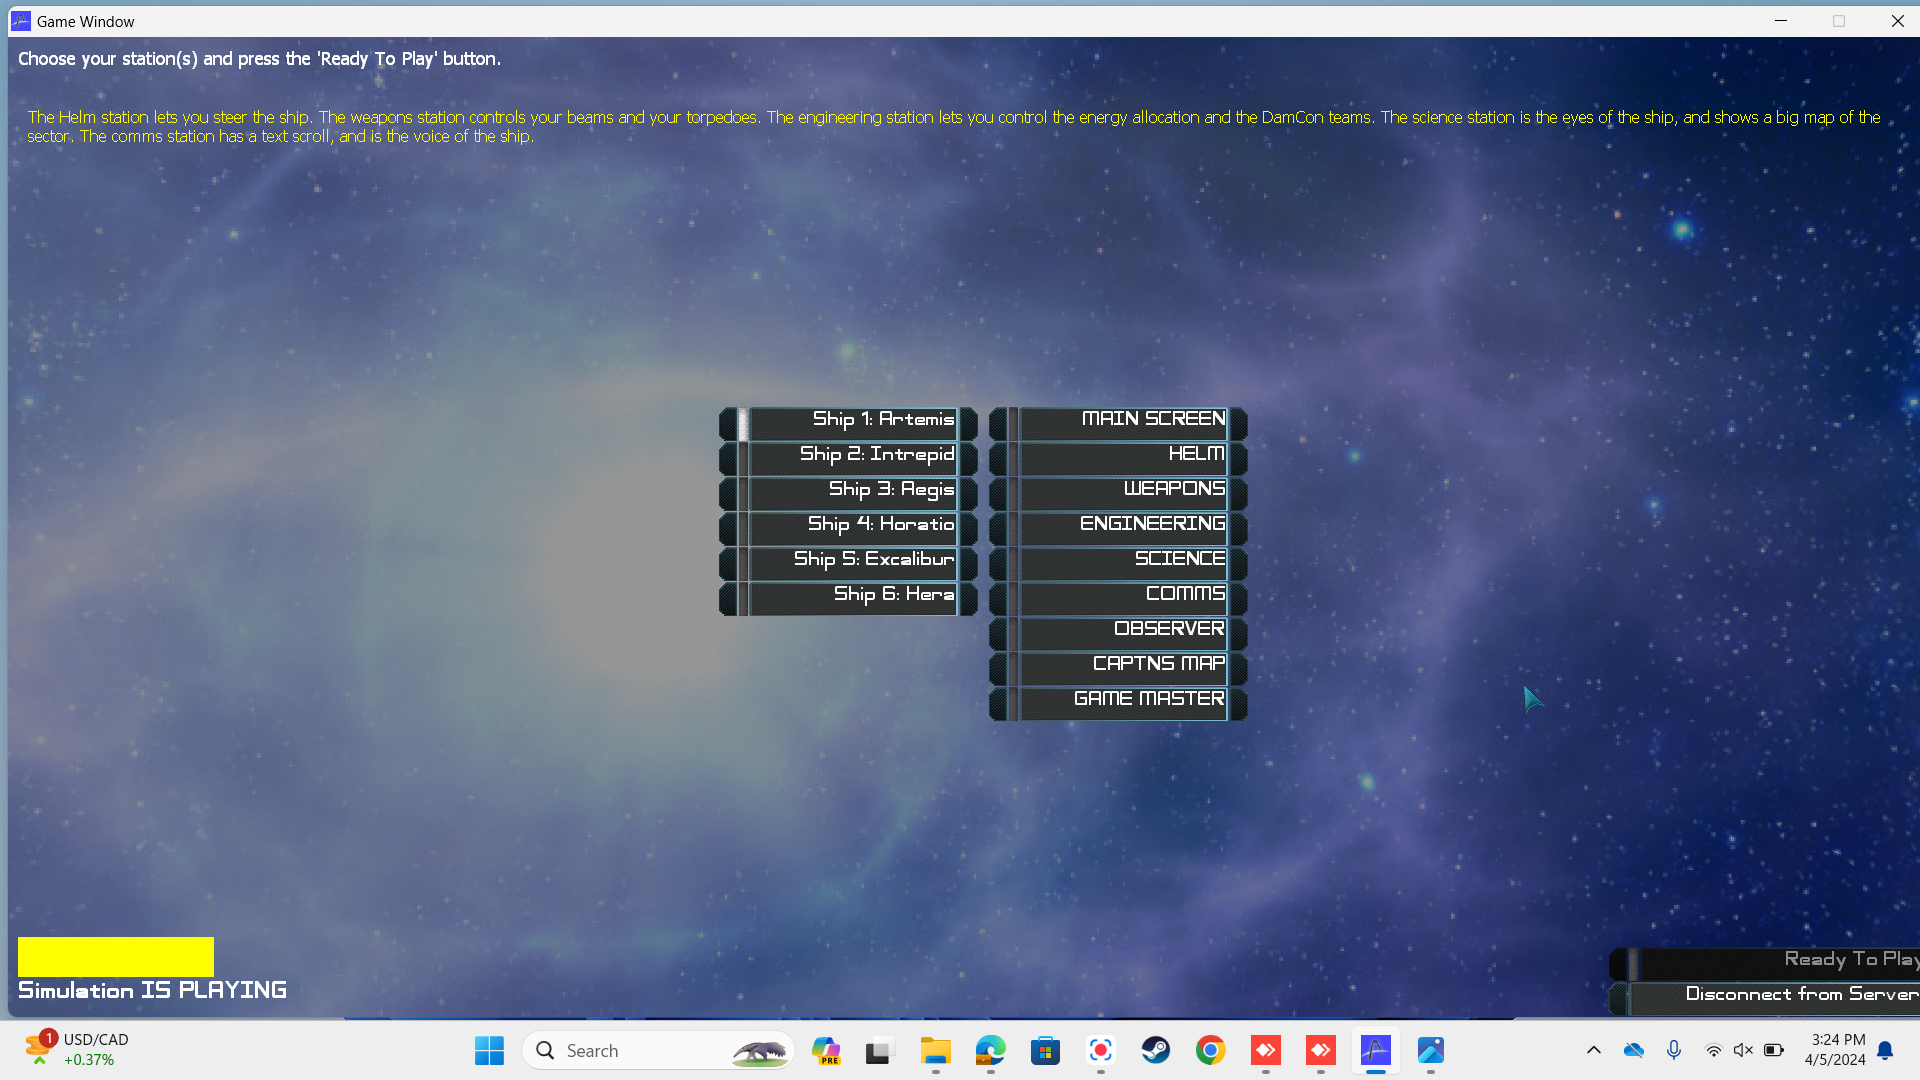 Game Window
Choose your station(s) and press the 'Ready To Play' button.
The Helm station lets you steer the ship. The weapons station controls your beams and your torpedoes. The engineering station lets you control the energy allocation and the DamCon teams. The science station is the eyes of the ship, and shows a big map of the
sector. The comms station has a text scroll, and is the voice of the ship.
Ship 1: Artemis
Ship 2: Intrepid
Ship 3: Aegis
Ship 4: Horatio
Ship 5: Excalibur
Ship 6: Hera
MAIN SCREEN
HELM
WEAPONS
ENGINEERING
SCIENCE
COMMS
OBSERVER
CAPTNS MAP
GAME MASTER
Simulation IS PLAYING
Ready To Play
Disconnect from Server
1
USD/CAD
+0.37%
Search
PRE
3:24 PM
4/5/2024